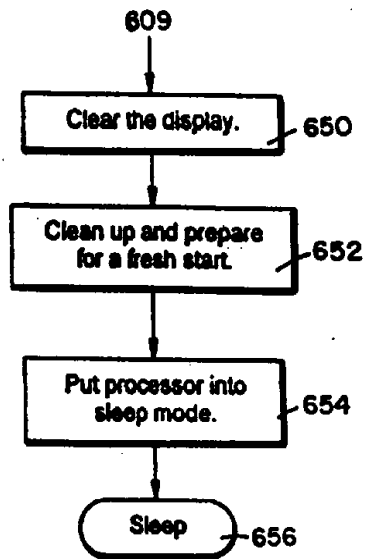 609
Clear the display.
650
Clean up and prepare
for a fresh start.
652
Put processor into
sleep mode.
654
Sleep
656